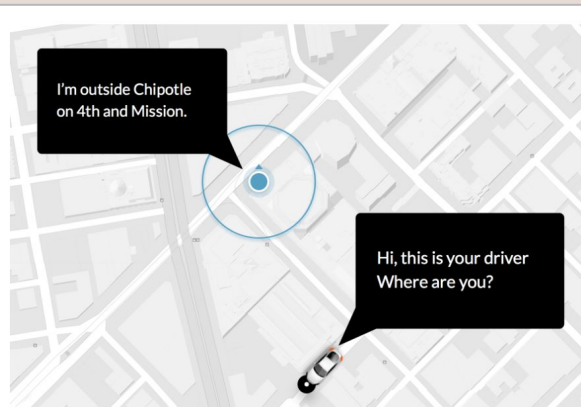 I'm outside Chipotle
on 4th and Mission.
Hi, this is your driver
Where are you?